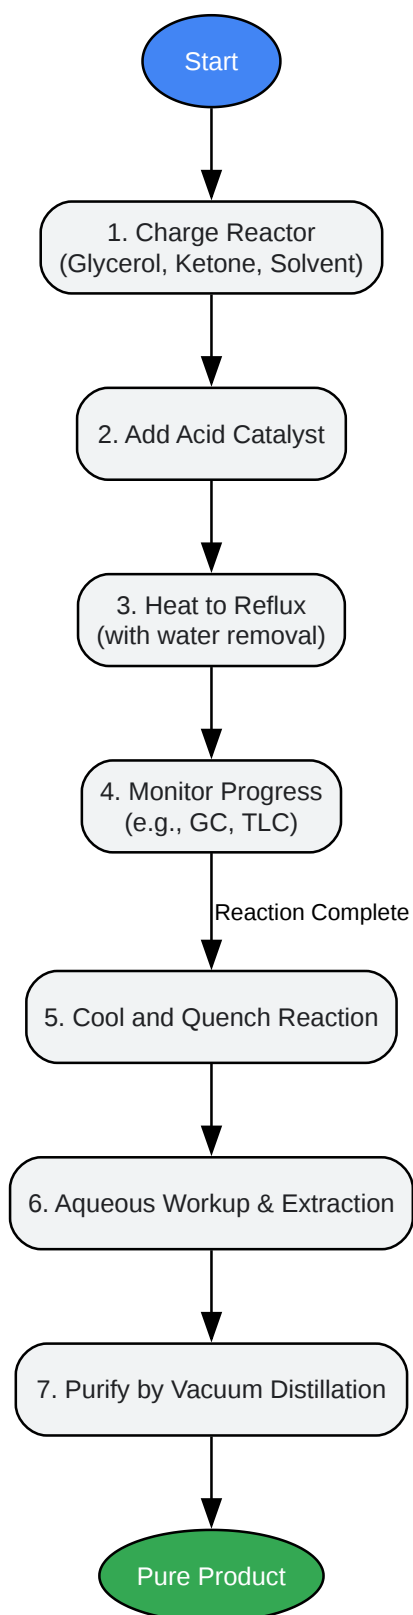 Start
1. Charge Reactor
(Glycerol, Ketone, Solvent)
2. Add Acid Catalyst
3. Heat to Reflux
(with water removal)
4. Monitor Progress
(e.g., GC, TLC)
Reaction Complete
5. Cool and Quench Reaction
6. Aqueous Workup & Extraction
7. Purify by Vacuum Distillation
Pure Product